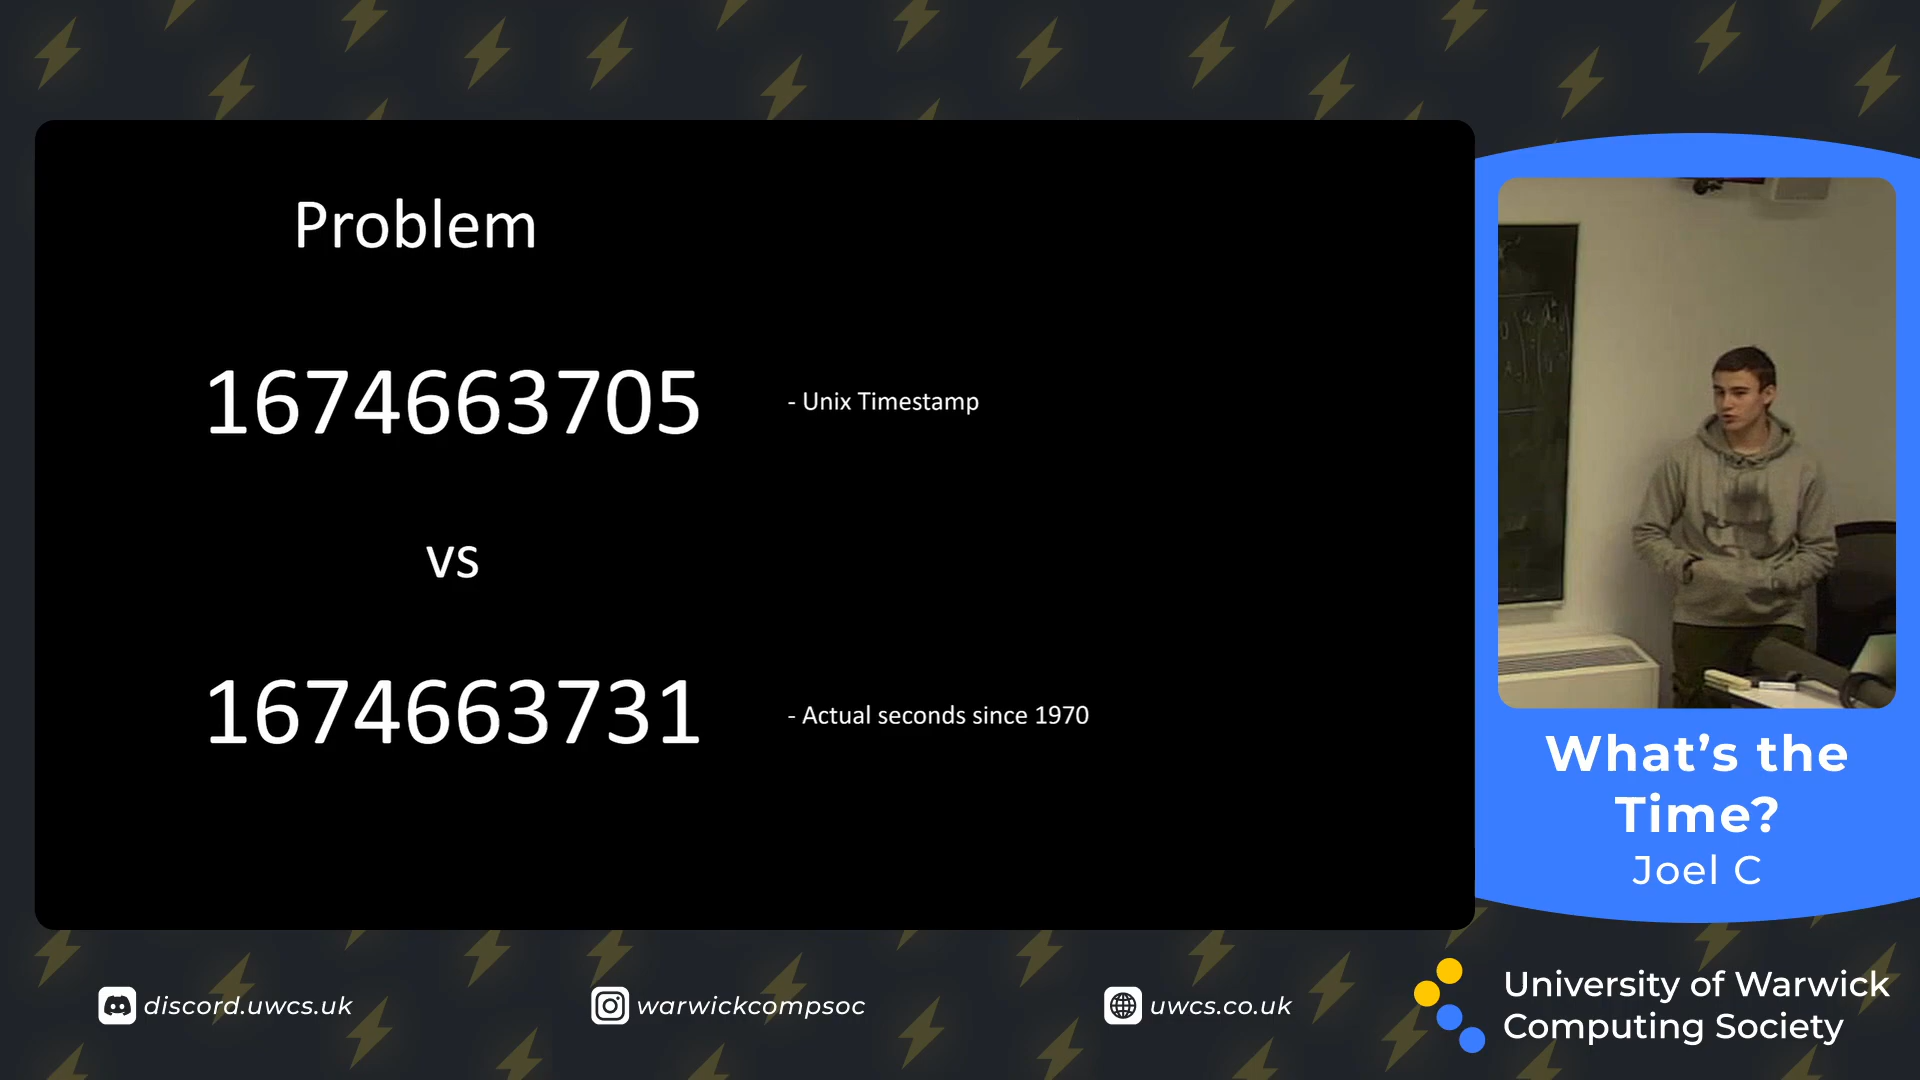 Problem
1674663705
- Unix Timestamp
vs
1674663731
- Actual seconds since 1970
What's the
Time?
Joel C
discord.uwcs.uk
warwickcompsoc
uwcs.co.uk
University of Warwick
Computing Society